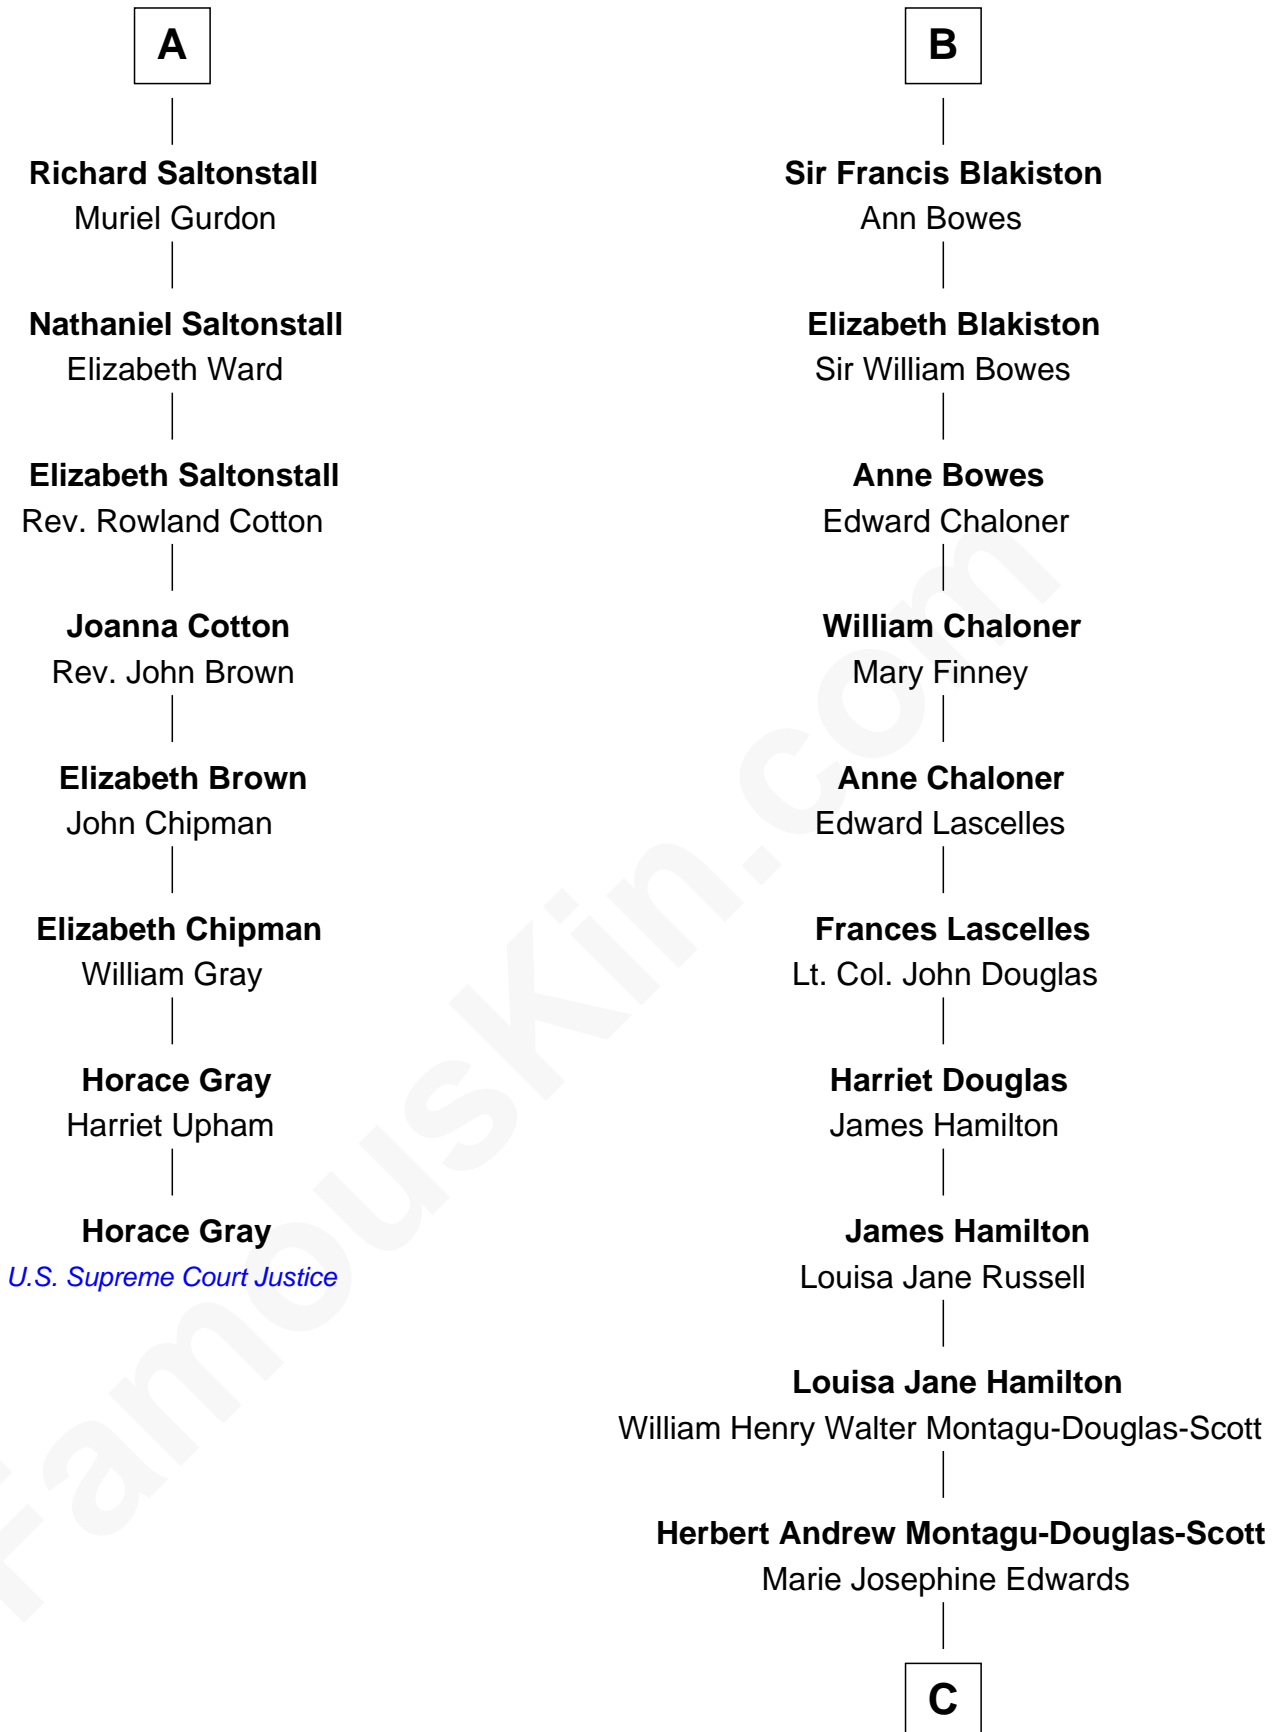 A
Richard Saltonstall
Muriel Gurdon
Nathaniel Saltonstall
Elizabeth Ward
Elizabeth Saltonstall
Rev. Rowland Cotton
Joanna Cotton
Rev. John Brown
Elizabeth Brown
John Chipman
Elizabeth Chipman
William Gray
Horace Gray
Harriet Upham
Horace Gray
U.S. Supreme Court Justice
B
Sir Francis Blakiston
Ann Bowes
Elizabeth Blakiston
Sir William Bowes
Anne Bowes
Edward Chaloner
William Chaloner
Mary Finney
Anne Chaloner
Edward Lascelles
Frances Lascelles
Lt. Col. John Douglas
Harriet Douglas
James Hamilton
James Hamilton
Louisa Jane Russell
Louisa Jane Hamilton
William Henry Walter Montagu-Douglas-Scott
Herbert Andrew Montagu-Douglas-Scott
Marie Josephine Edwards
C
FamousKin.com